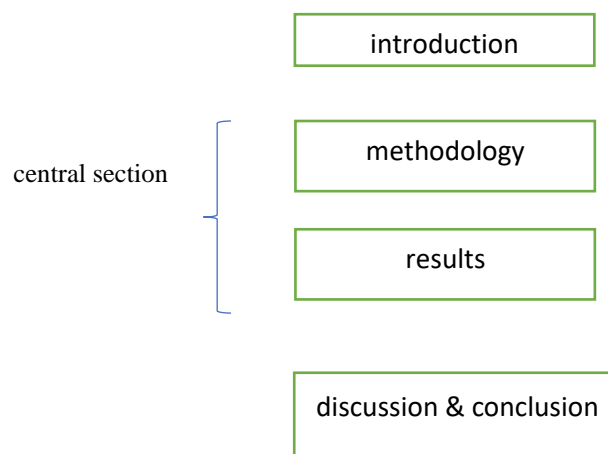 introduction
methodology
central section
results
discussion & conclusion